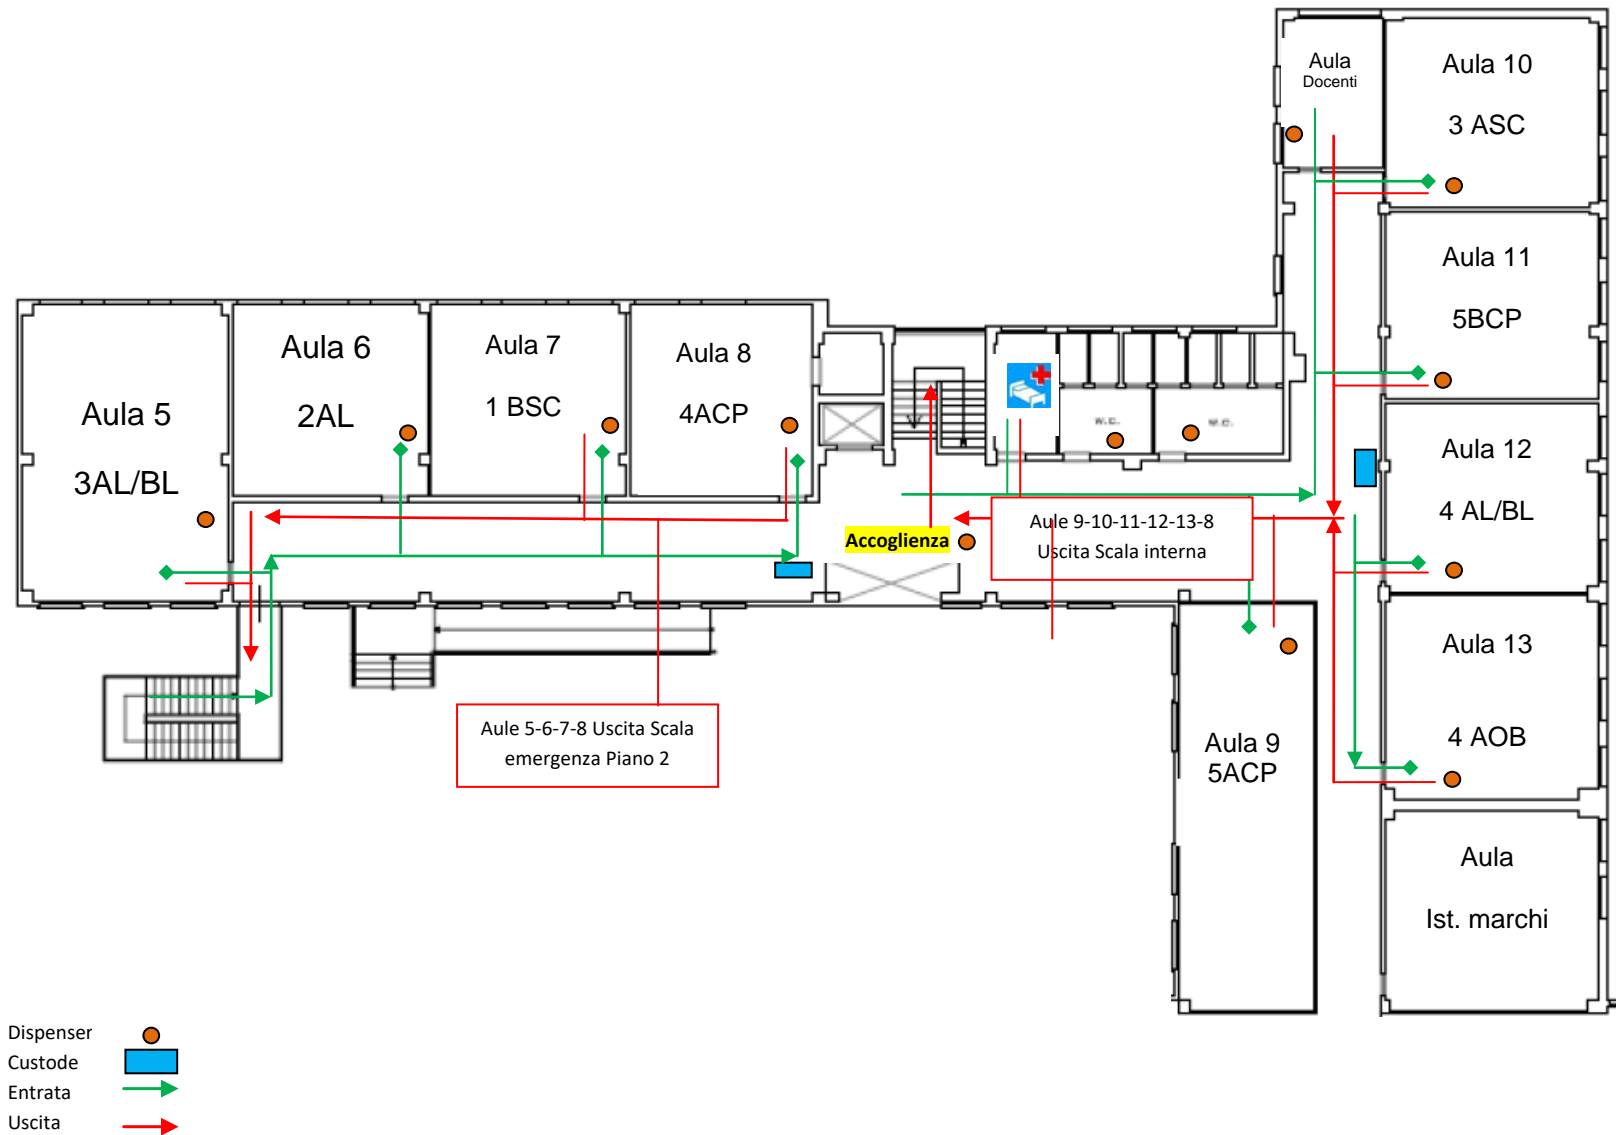 Aula
Docenti
Aula 10
3 ASC
Aula 11
5BCP
Aula 5
3AL/BL
Aula 6
2AL
Aula 7
1 BSC
Aula 8
4ACP
w.c.
w.c.
Aula 12
4 AL/BL
Accoglienza
Aule 9-10-11-12-13-8
Uscita Scala interna
Aula 13
4 AOB
Aule 5-6-7-8 Uscita Scala
emergenza Piano 2
Aula 9
5ACP
Aula
Ist. marchi
Dispenser
Custode
Entrata
Uscita